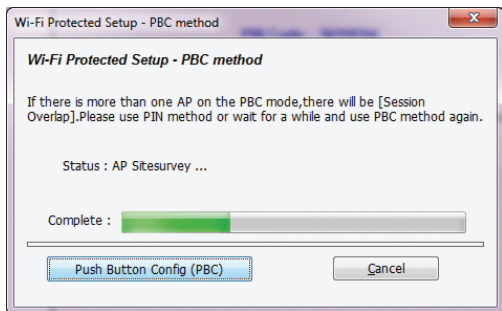 Wi-Fi Protected Setup - PBC method
Wi-Fi Protected Setup - PBC method
If there is more than one AP on the PBC mode,there will be [Session
Overlap].Please use PIN method or wait for a while and use PBC method again.
Status : AP Sitesurvey ...
Complete :
Push Button Config (PBC)
Cancel